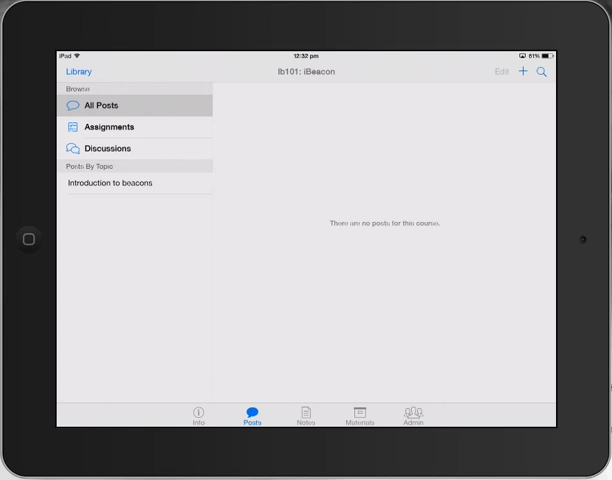 iPad 12:32 pm 81%
Library Ib101: iBeacon Edit
Browse
All Posts
Assignments
Discussions
Posts By Topic
Introduction to beacons
There are no posts for this course.
Info Posts Notes Materials Admin